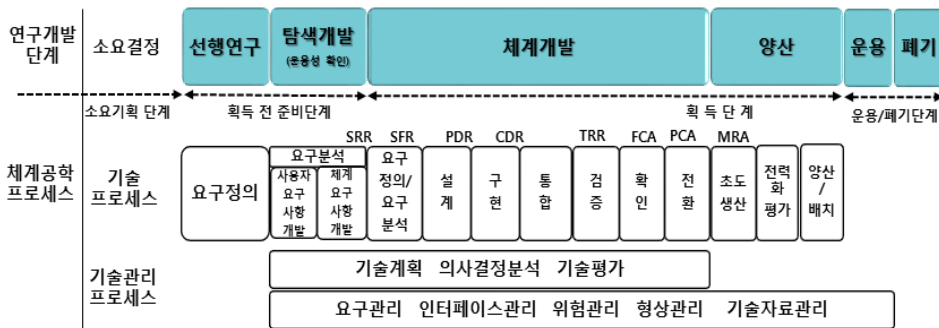 연구개발
단계
소요결정
선행연구
탐색개발
(운용성 확인)
체계개발
양산
운용
폐기
소요기획 단계
획득 전 준비단계
획 득 단 계
운용/폐기단계
SRR SFR PDR CDR TRR FCA PCA MRA
체계공학
프로세스
기술
프로세스
요구정의
요구분석
사용자
요구
사항
개발
체계
요구
사항
개발
요구
정의/
요구
분석
설
계
구
현
통
합
검
증
확
인
전
환
초도
생산
전력
화
평가
양산
/
배치
기술관리
프로세스
기술계획 의사결정분석 기술평가
요구관리 인터페이스관리 위험관리 형상관리 기술자료관리